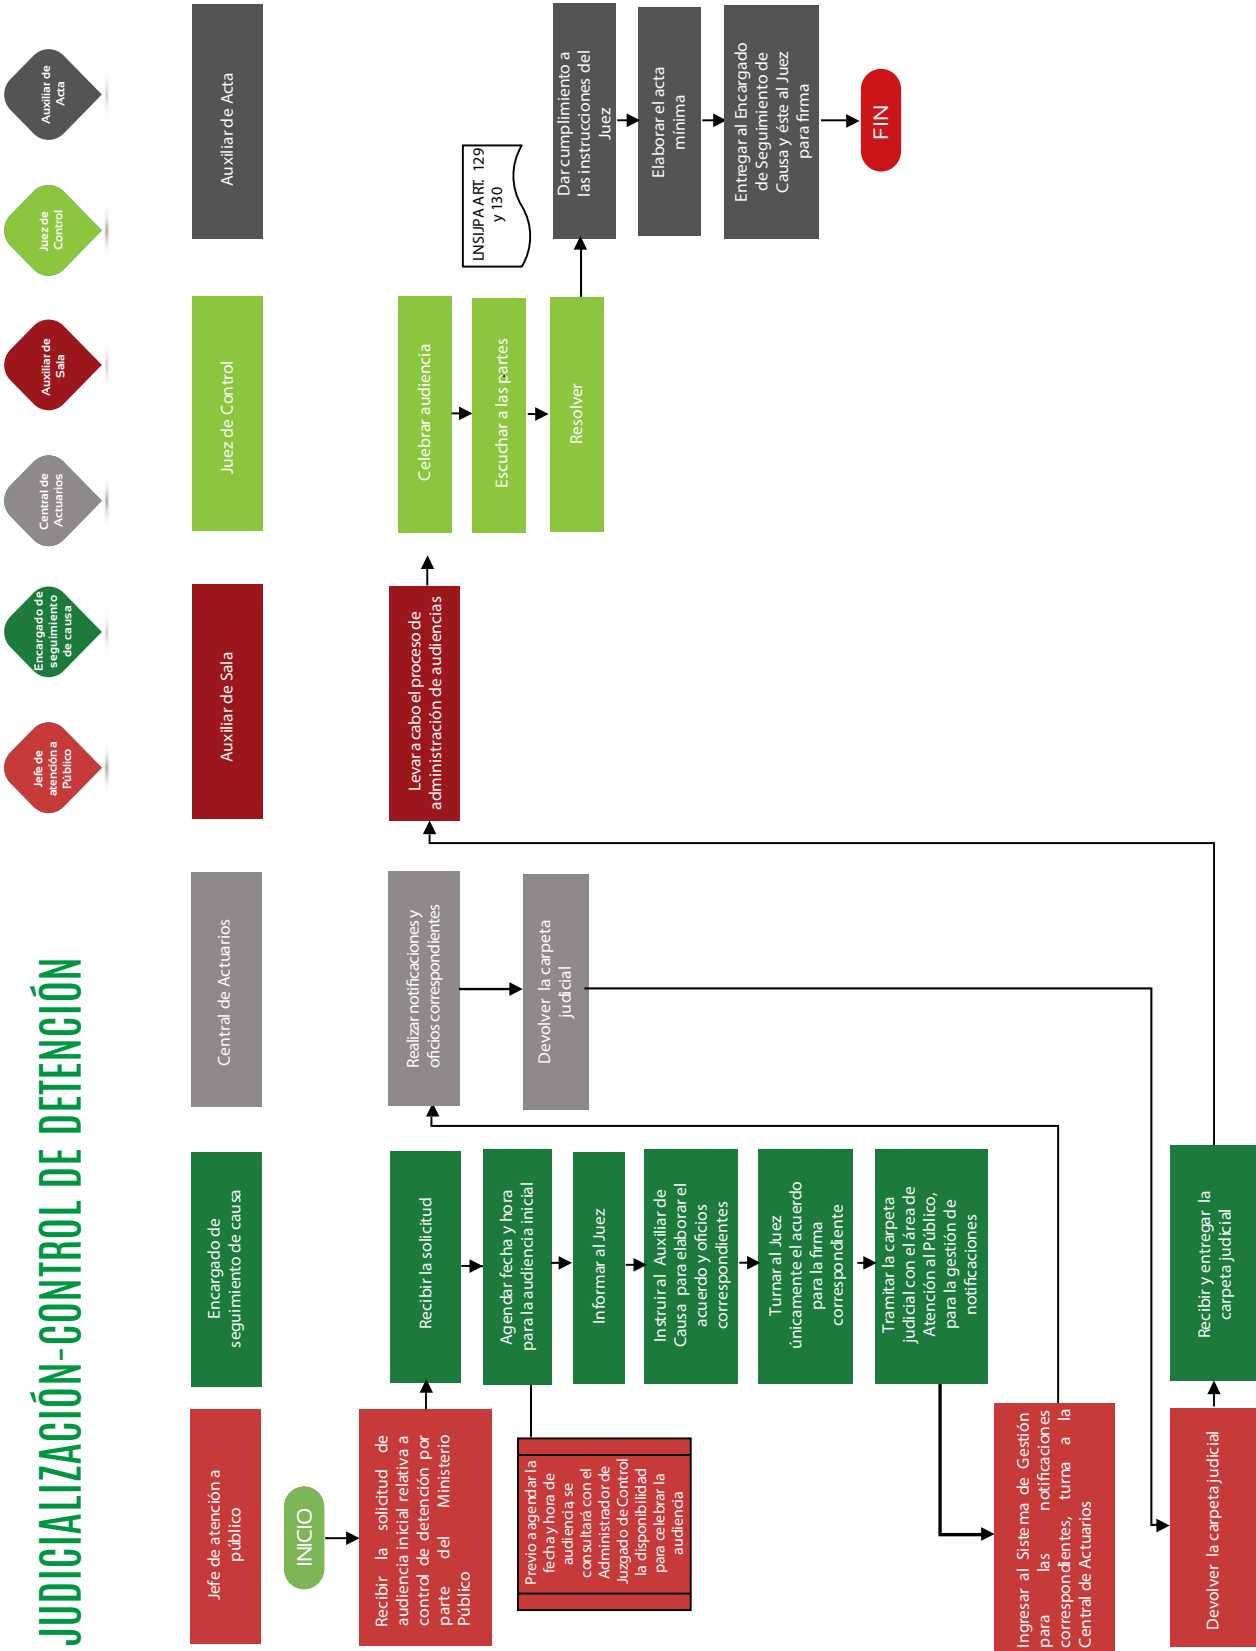 JUDICIALIZACIÓN-CONTROL DE DETENCIÓN
Jefe de
atención a
Público
Encargado de
seguimiento
de causa
Central de
Actuarios
Auxiliar de
Sala
Juez de
Control
Auxiliar de
Acta
Jefe de atención a
público
Encargado de
seguimiento de causa
Central de Actuarios
Auxiliar de Sala
Juez de Control
Auxiliar de Acta
INICIO
Recibir la solicitud de
audiencia inicial relativa a
control de detención por
parte del Ministerio
Público
Recibir la solicitud
Agendar fecha y hora
para la audiencia inicial
Previo a agendar la
fecha y hora de
audiencia, se
consultará con el
Administrador de
Juzgado de Control
la disponibilidad
para celebrar la
audiencia
Informar al Juez
Instruir al Auxiliar de
Causa para elaborar el
acuerdo y oficios
correspondientes
Turnar al Juez
únicamente el acuerdo
para la firma
correspondiente
Tramitar la carpeta
judicial con el área de
Atención al Público,
para la gestión de
notificaciones
Ingresar al Sistema de Gestión
para las notificaciones
correspondientes, turna a la
Central de Actuarios
Realizar notificaciones y
oficios correspondientes
Devolver la carpeta
judicial
Devolver la carpeta judicial
Recibir y entregar la
carpeta judicial
Levar a cabo el proceso de
administración de audiencias
Celebrar audiencia
Escuchar a las partes
Resolver
LNSIJPA ART. 129
y 130
Dar cumplimiento a
las instrucciones del
Juez
Elaborar el acta
mínima
Entregar al Encargado
de Seguimiento de
Causa y éste al Juez
para firma
FIN